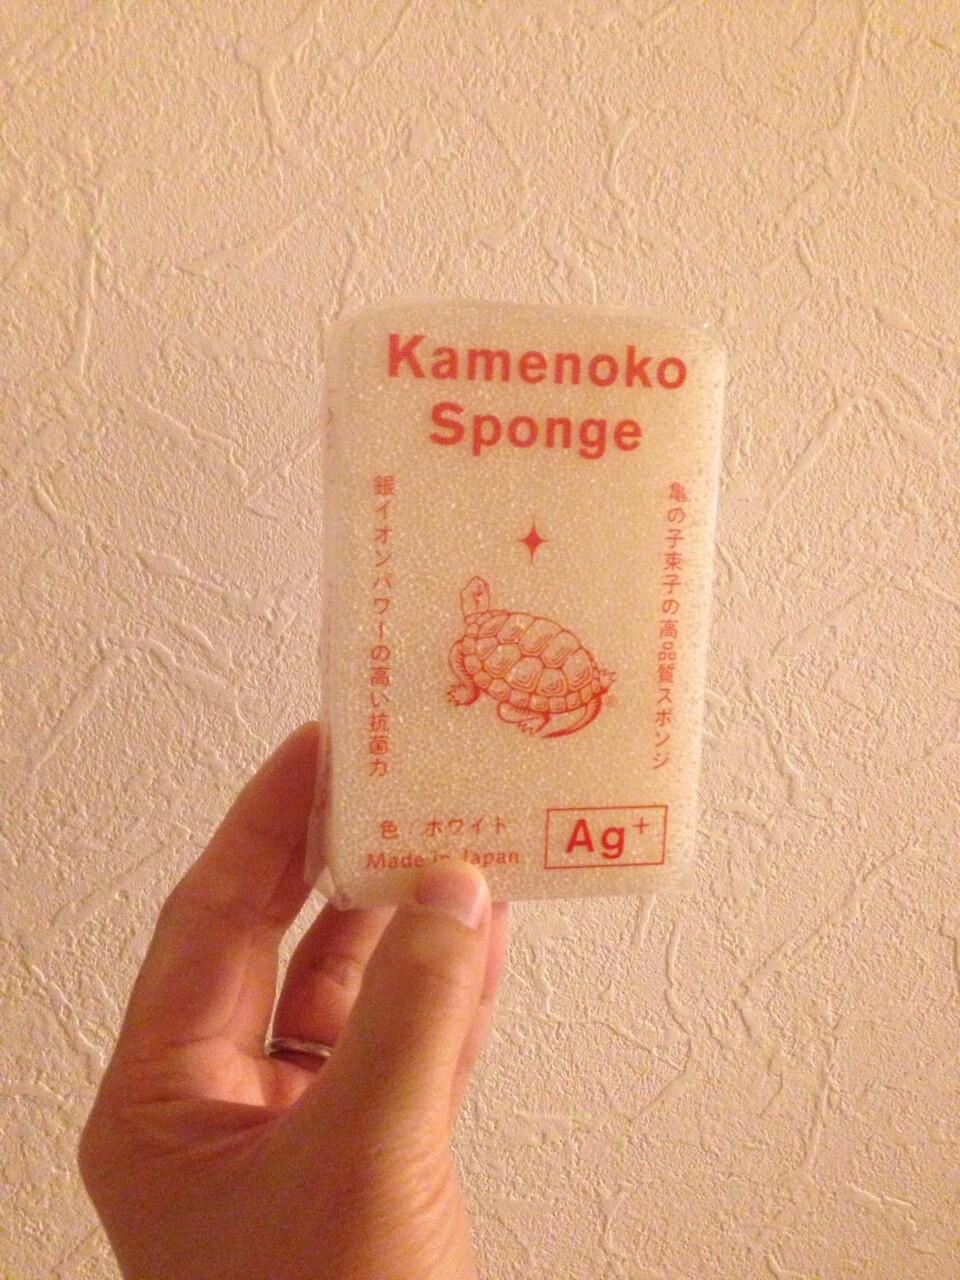 Kamenoko
Sponge
亀の子束子の高品質スポンジ
銀イオンパワーの高い抗菌力
色/ホワイト
Made in Japan
Ag+